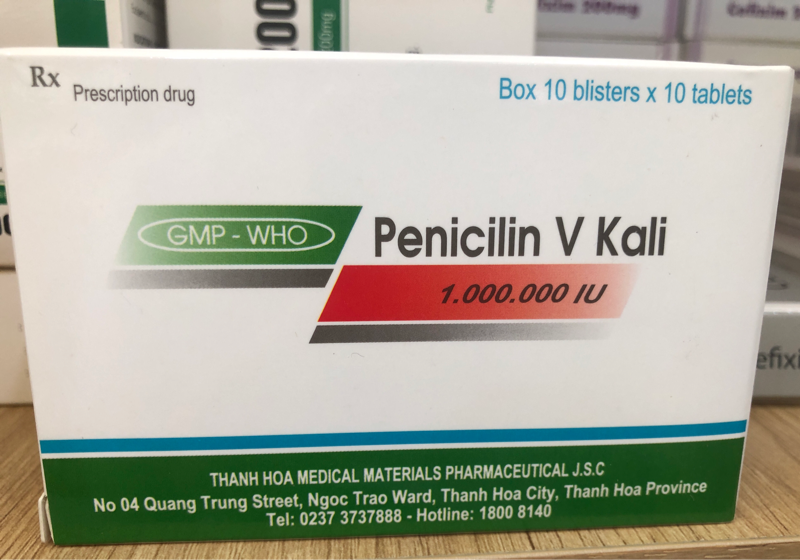 Rx
Prescription drug
Box 10 blisters x 10 tablets
GMP - WHO
Penicilin V Kali
1.000.000 IU
THANH HOA MEDICAL MATERIALS PHARMACEUTICAL J.S.C
No 04 Quang Trung Street, Ngoc Trao Ward, Thanh Hoa City, Thanh Hoa Province
Tel: 0237 3737888 - Hotline: 1800 8140
200mg